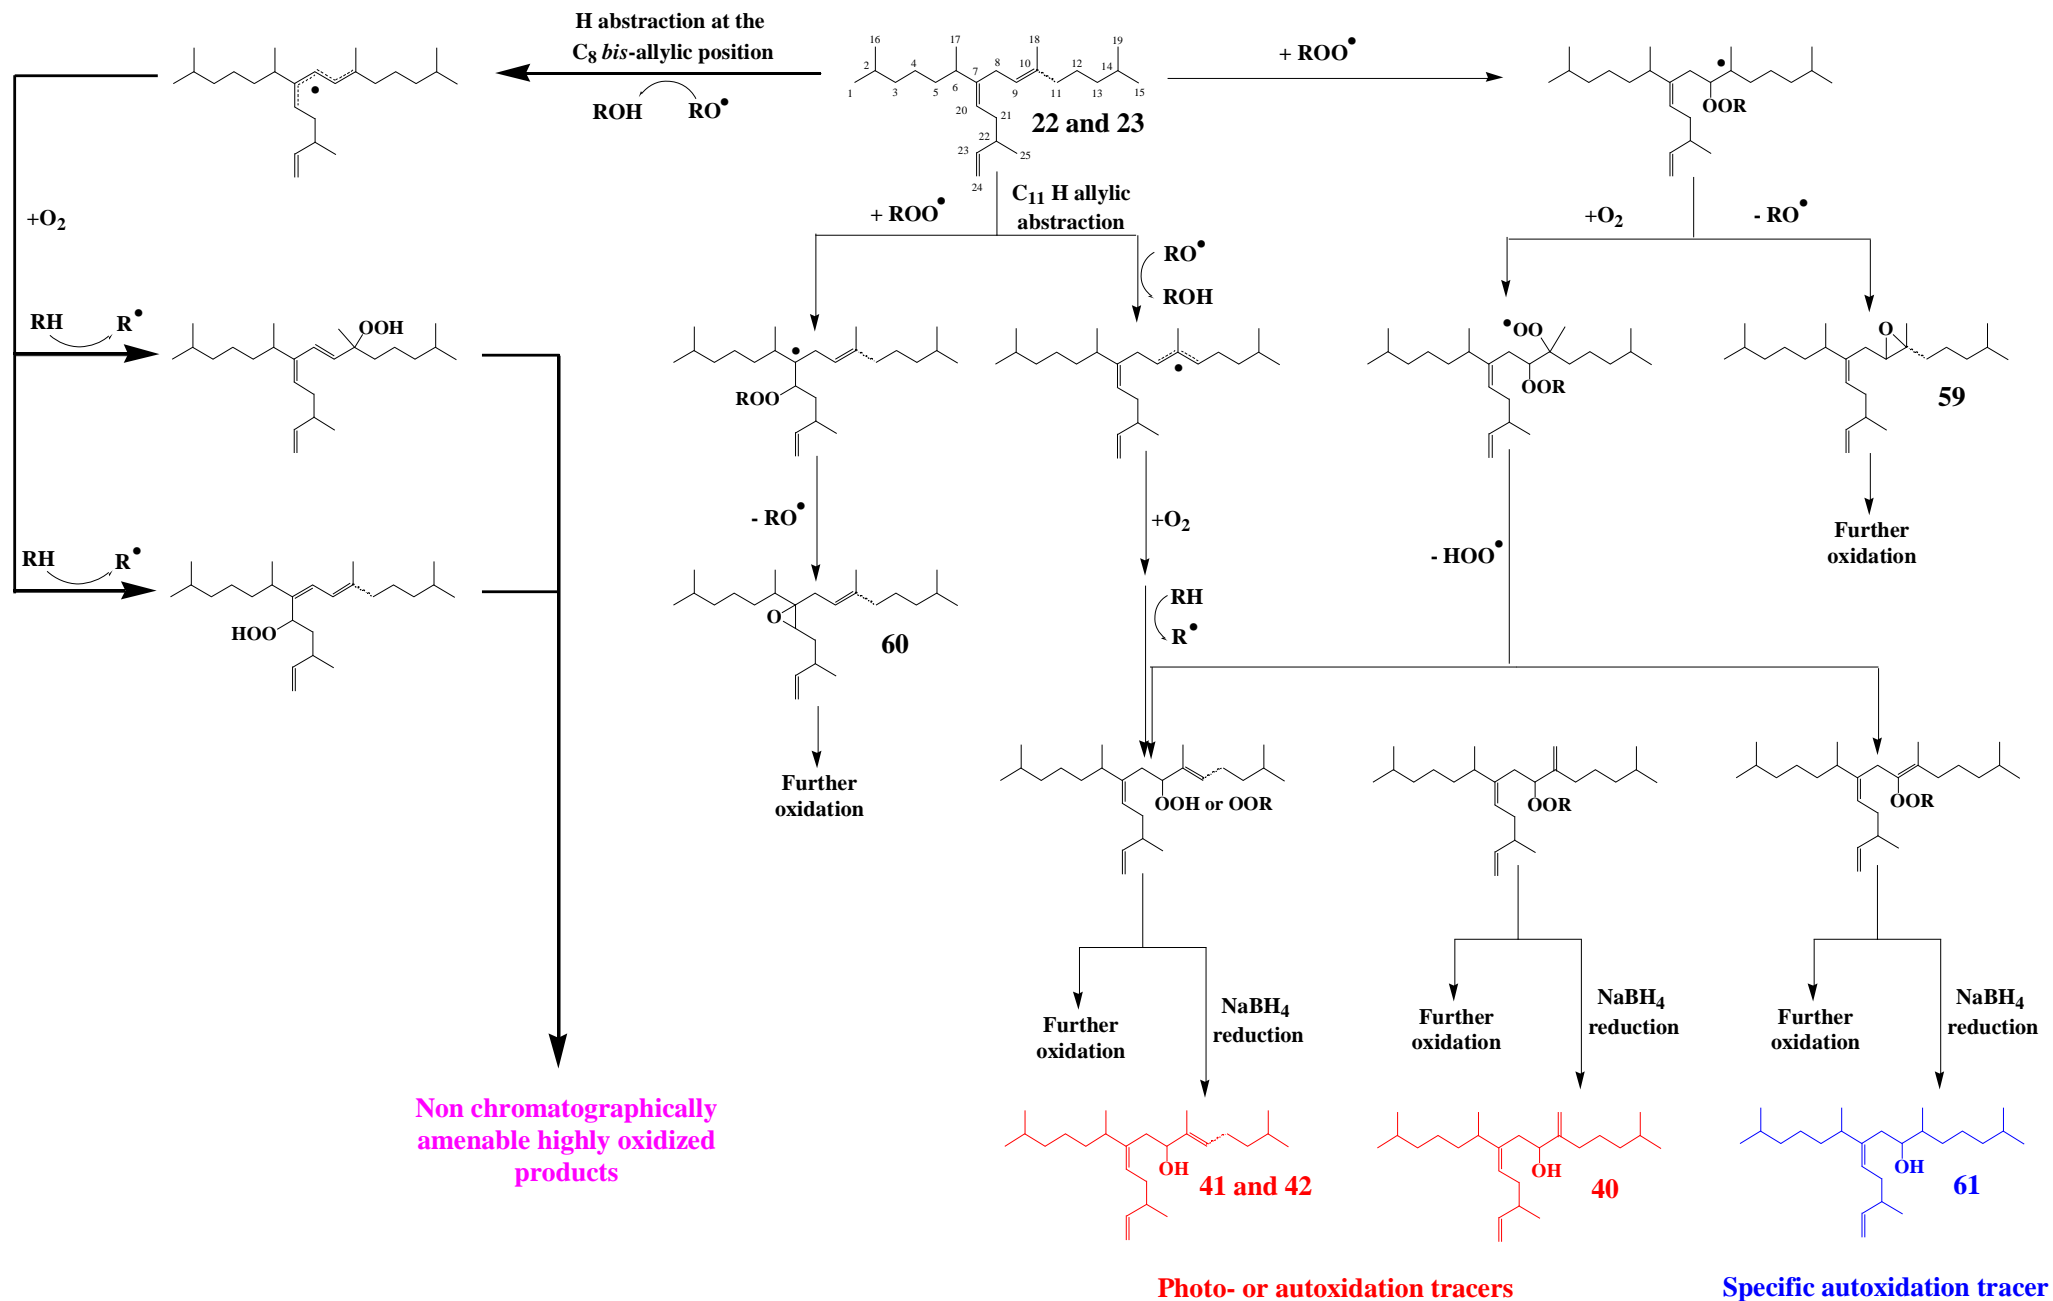 H abstraction at the
C8 bis-allylic position
ROH
RO•
16
17
18
19
2
4
7
8
10
12
14
1
3
5
6
9
11
13
15
20
21
22
23
24
25
22 and 23
+ ROO•
OOR
+O2
+ ROO•
C11 H allylic
abstraction
RO•
ROH
+O2
- RO•
RH
R•
OOH
ROO
•OO
OOR
O
59
- RO•
+O2
- HOO•
Further
oxidation
RH
R•
HOO
O
60
RH
R•
Further
oxidation
OOH or OOR
OOR
OOR
Further
oxidation
NaBH4
reduction
Further
oxidation
NaBH4
reduction
Further
oxidation
NaBH4
reduction
Non chromatographically
amenable highly oxidized
products
OH
41 and 42
OH
40
OH
61
Photo- or autoxidation tracers
Specific autoxidation tracer